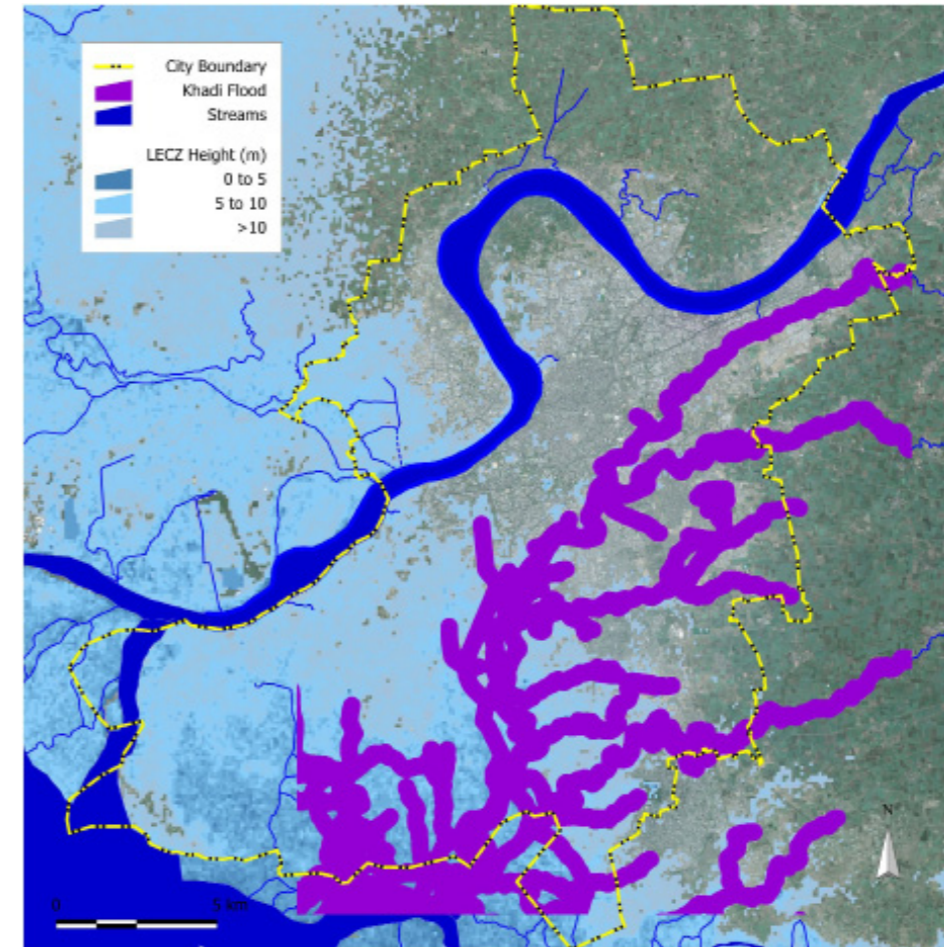 City Boundary
Khadi Flood
Streams
LECZ Height (m)
0 to 5
5 to 10
>10
N
0 5 km